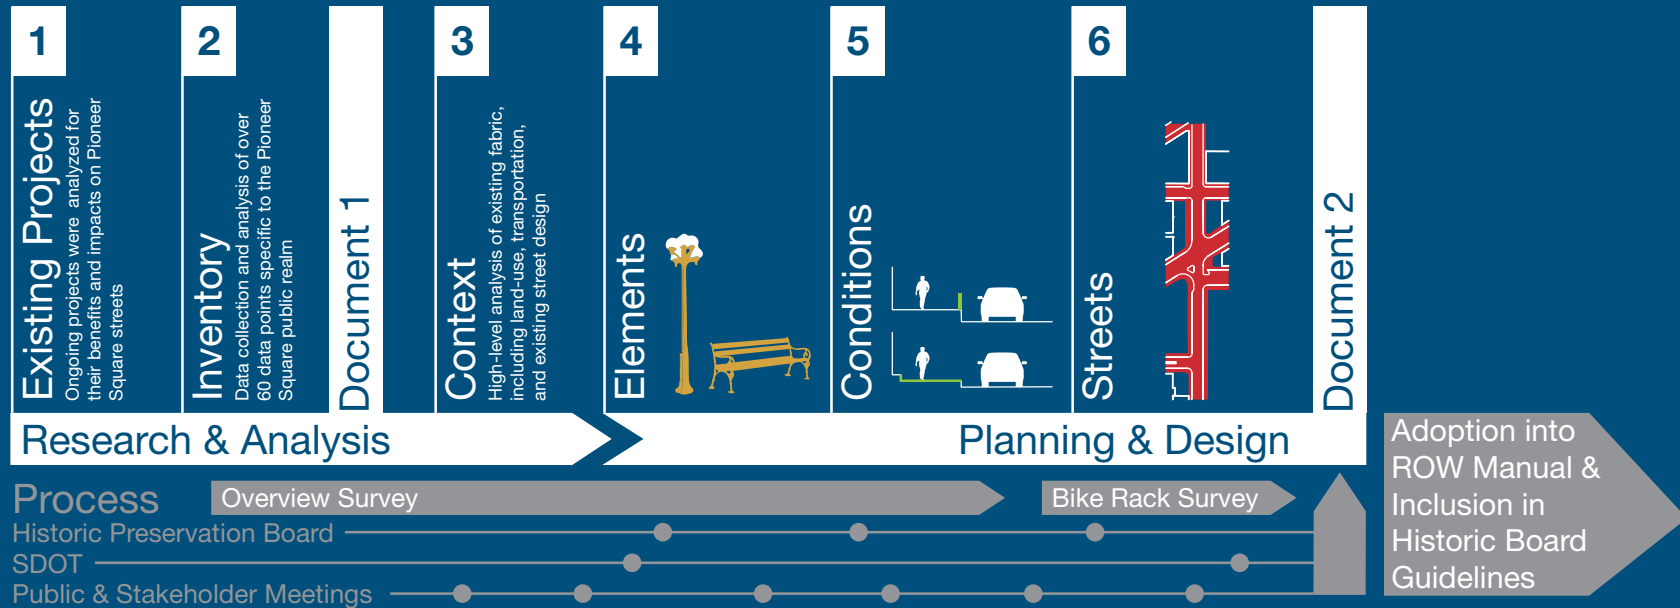 1
Existing Projects
Ongoing projects were analyzed for
their benefits and impacts on Pioneer
Square streets
2
Inventory
Data collection and analysis of over
60 data points specific to the Pioneer
Square public realm
Document 1
3
Context
High-level analysis of existing fabric,
including land-use, transportation,
and existing street design
4
Elements
5
Conditions
6
Streets
Document 2
Research & Analysis
Planning & Design
Adoption into
ROW Manual &
Inclusion in
Historic Board
Guidelines
Process
Overview Survey
Bike Rack Survey
Historic Preservation Board
SDOT
Public & Stakeholder Meetings